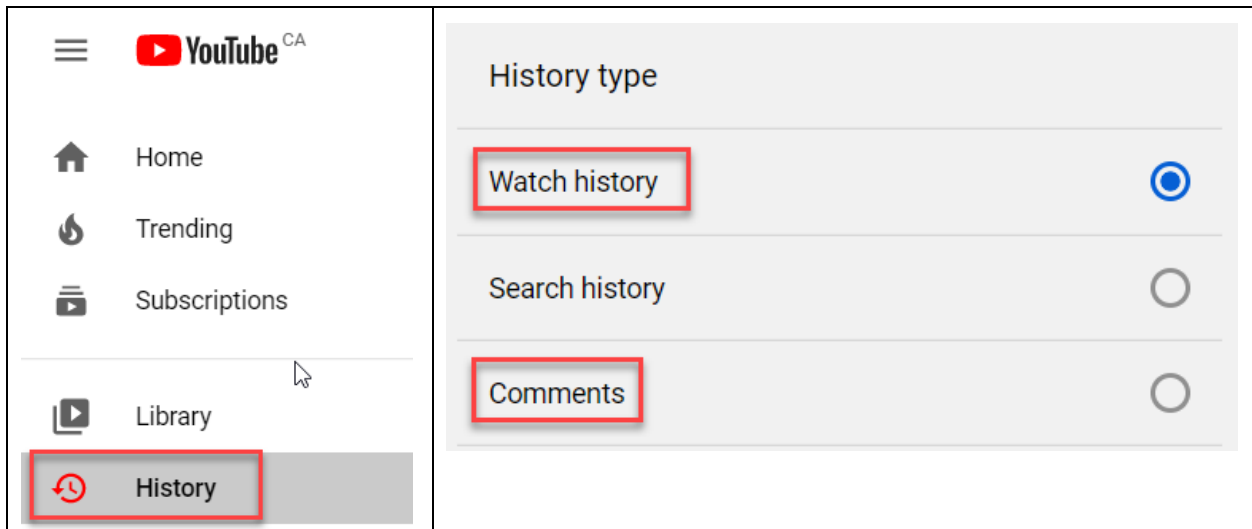 YouTube CA
Home
Trending
Subscriptions
Library
History
History type
Watch history
Search history
Comments